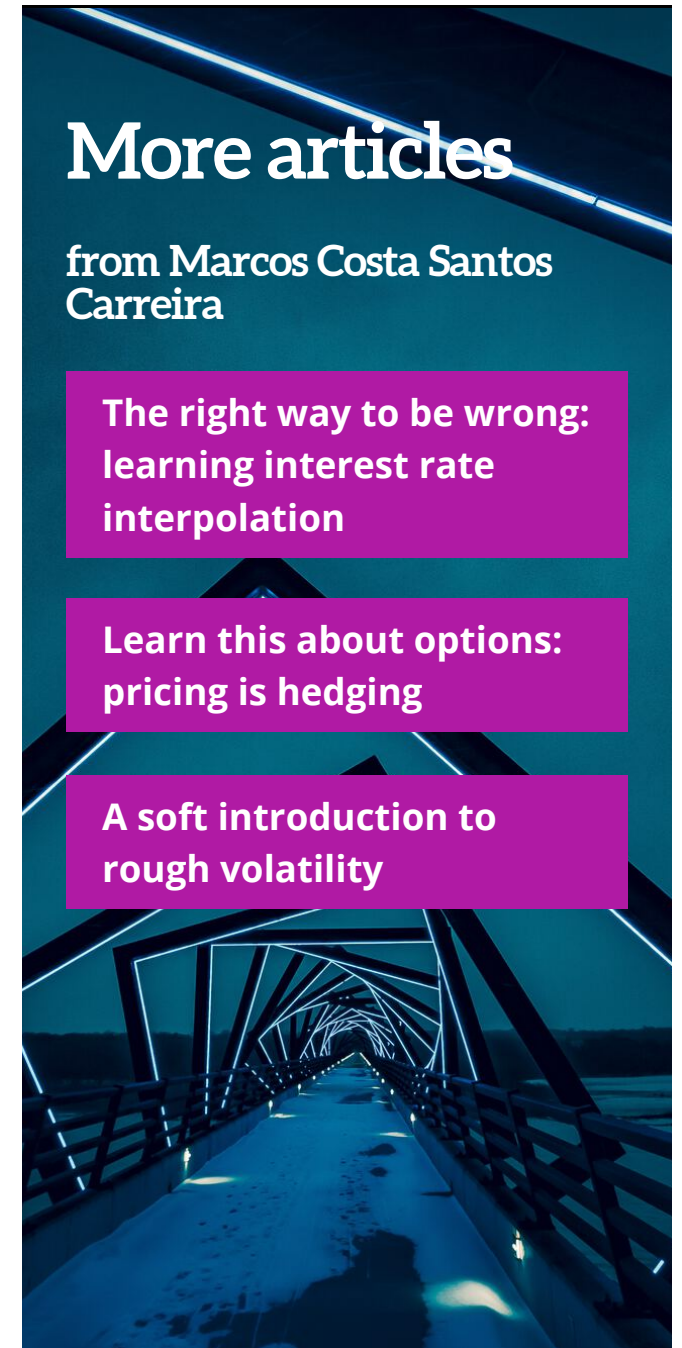 More articles
from Marcos Costa Santos
Carreira
The right way to be wrong:
learning interest rate
interpolation
Learn this about options:
pricing is hedging
A soft introduction to
rough volatility